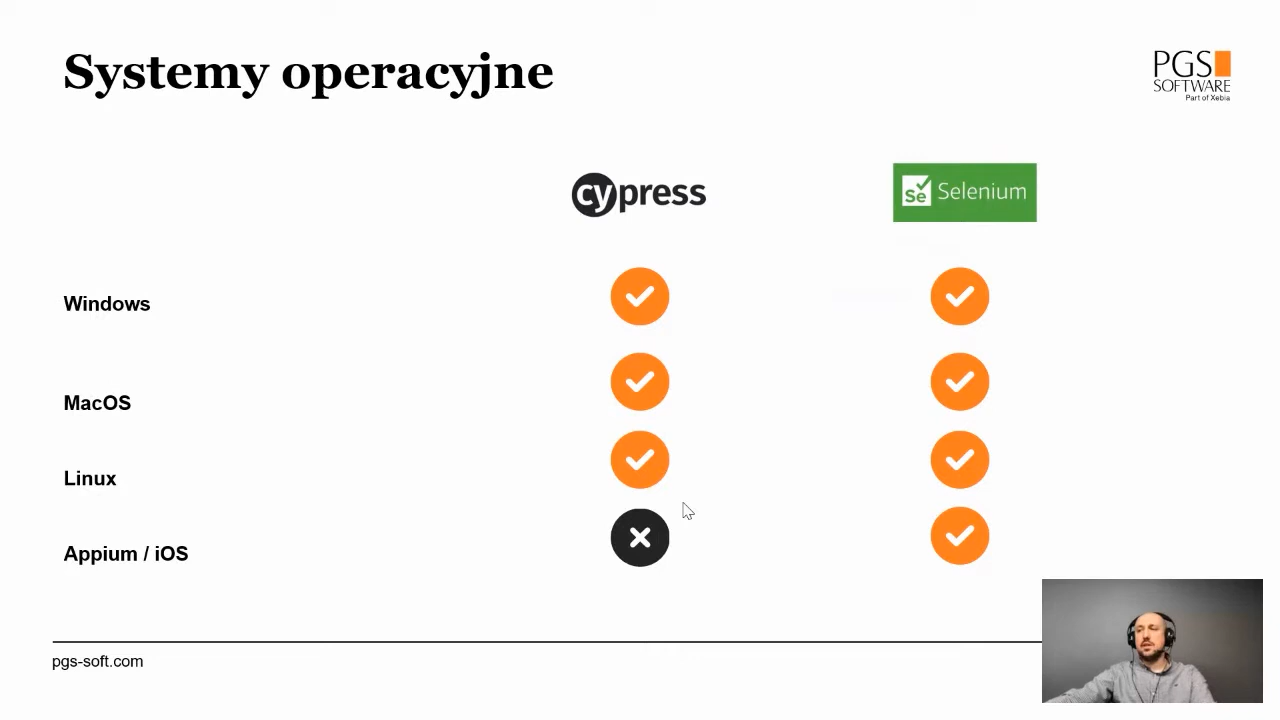 Systemy operacyjne
PGS
SOFTWARE
Part of Xebia
cypress
Se Selenium
Windows
MacOS
Linux
Appium / iOS
pgs-soft.com